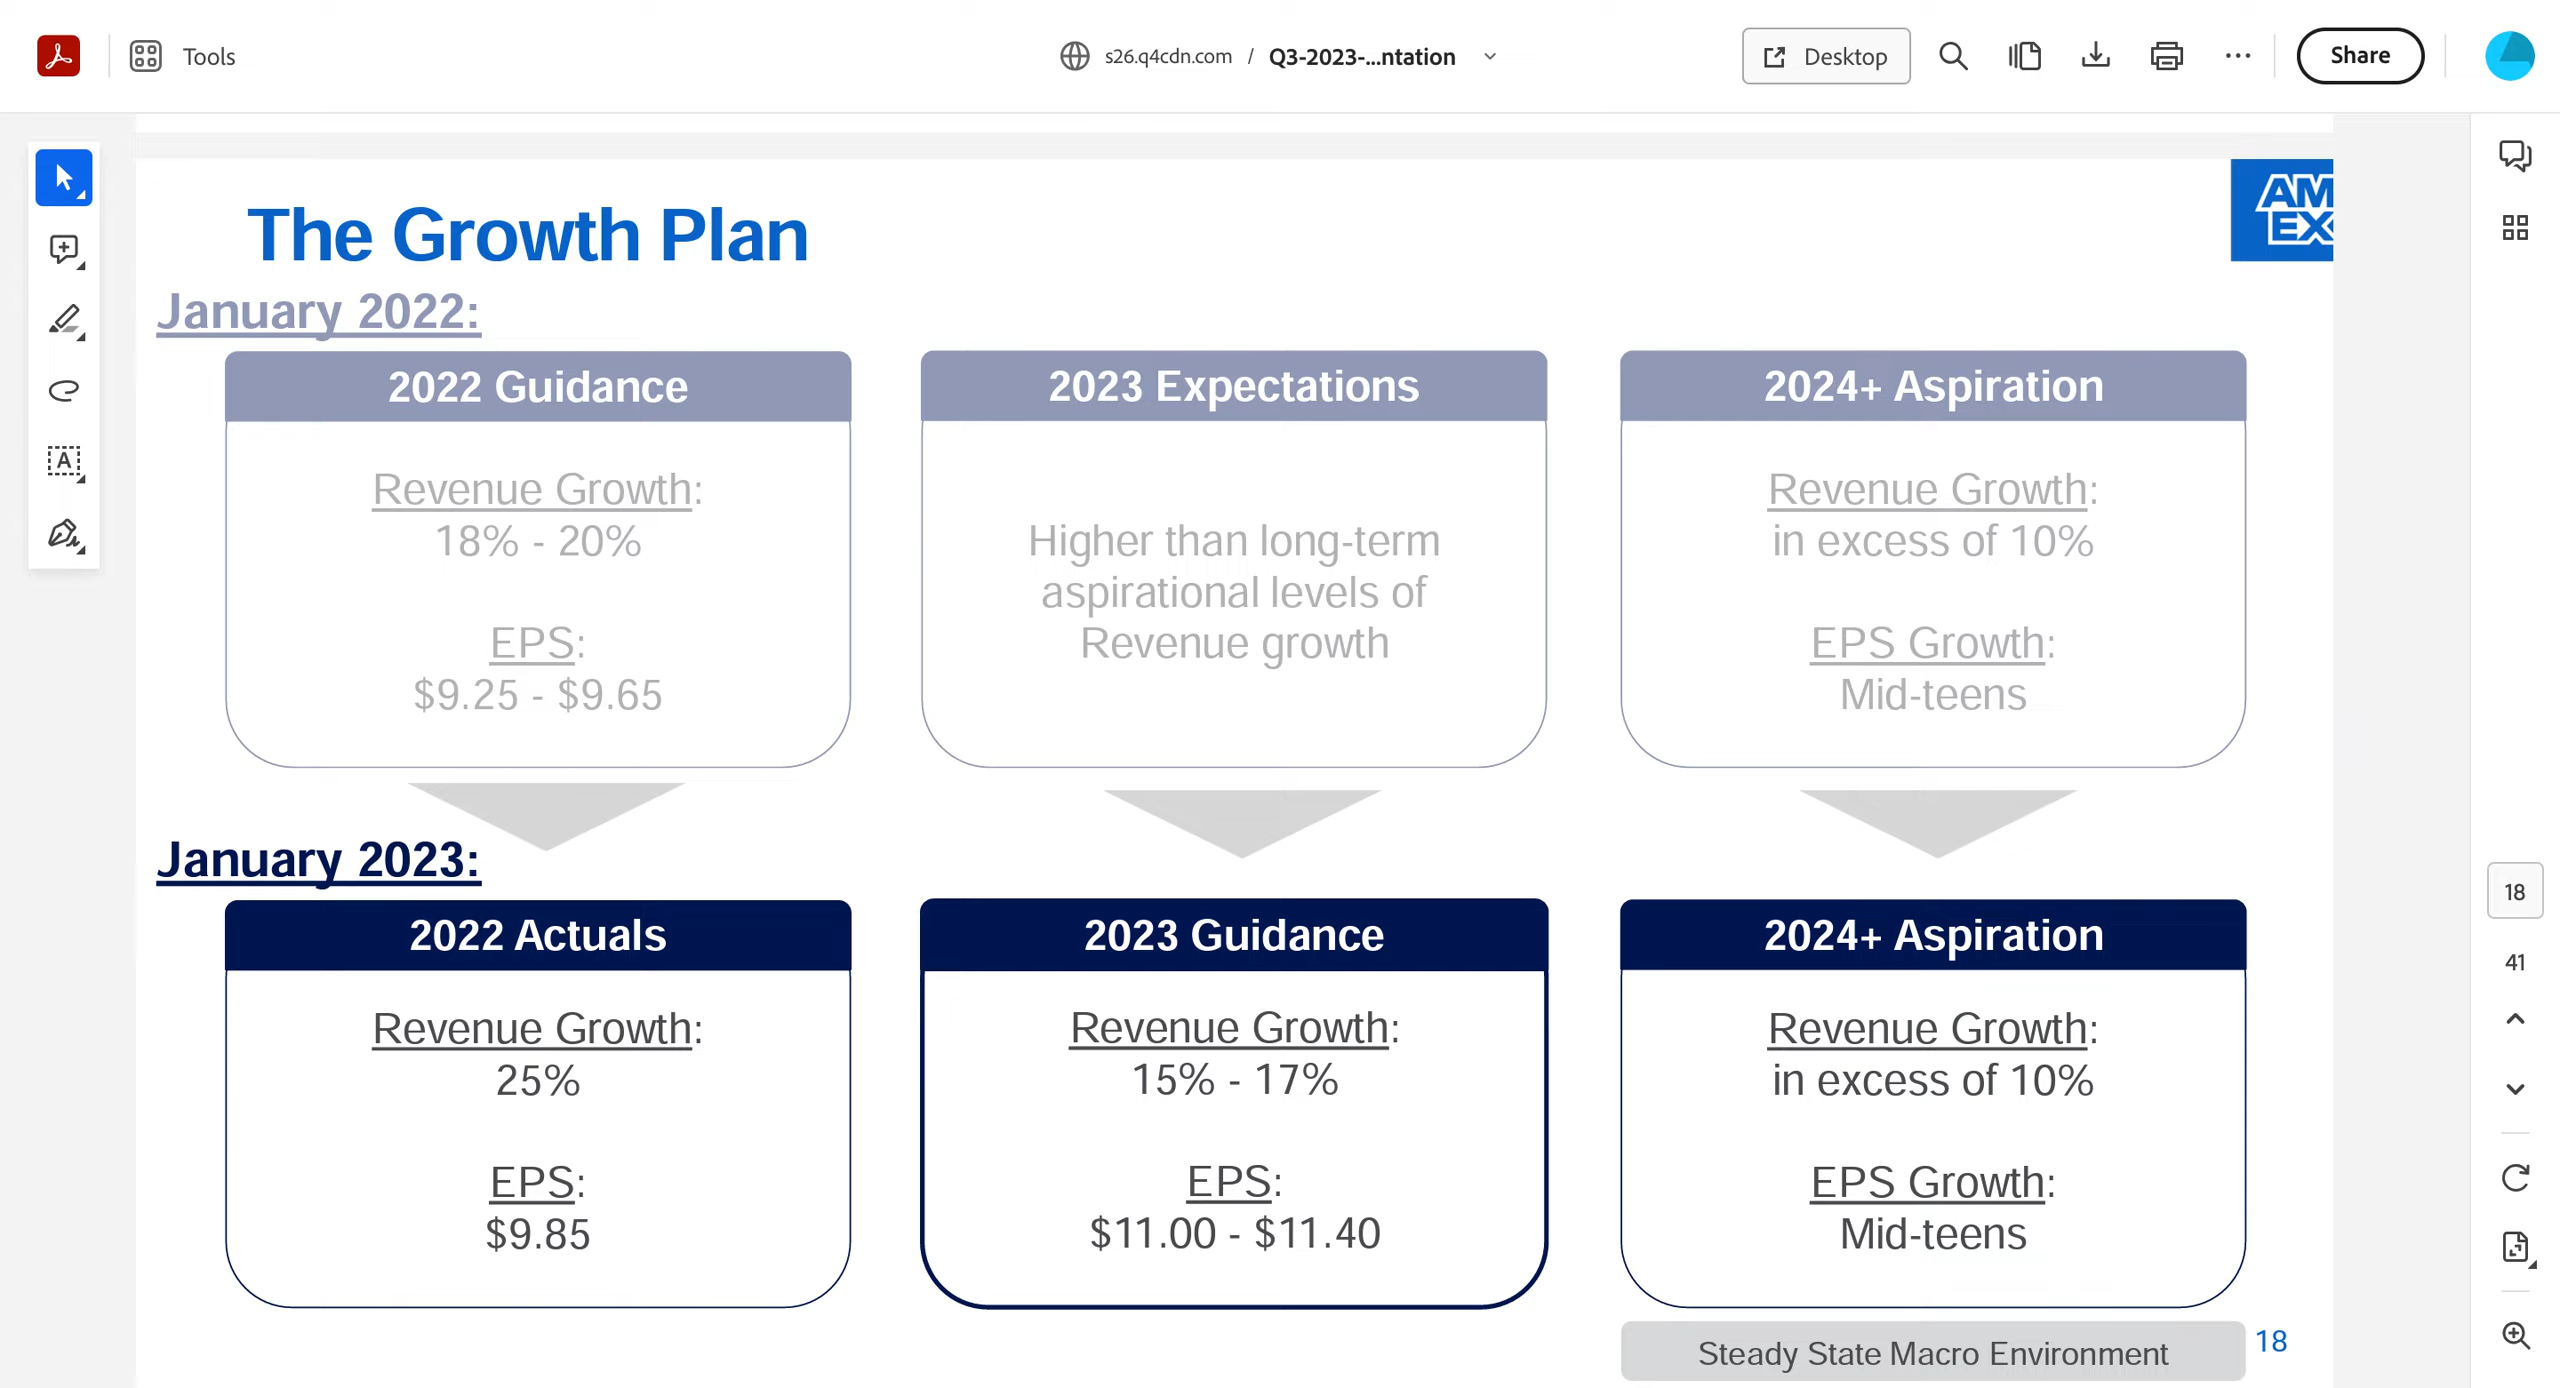 Tools
s26.q4cdn.com / Q3-2023-...ntation
Desktop
Share
The Growth Plan
AM
EX
January 2022:
2022 Guidance
Revenue Growth:
18% - 20%
EPS:
$9.25 - $9.65
2023 Expectations
Higher than long-term
aspirational levels of
Revenue growth
2024+ Aspiration
Revenue Growth:
in excess of 10%
EPS Growth:
Mid-teens
January 2023:
2022 Actuals
Revenue Growth:
25%
EPS:
$9.85
2023 Guidance
Revenue Growth:
15% - 17%
EPS:
$11.00 - $11.40
2024+ Aspiration
Revenue Growth:
in excess of 10%
EPS Growth:
Mid-teens
Steady State Macro Environment
18
18
41